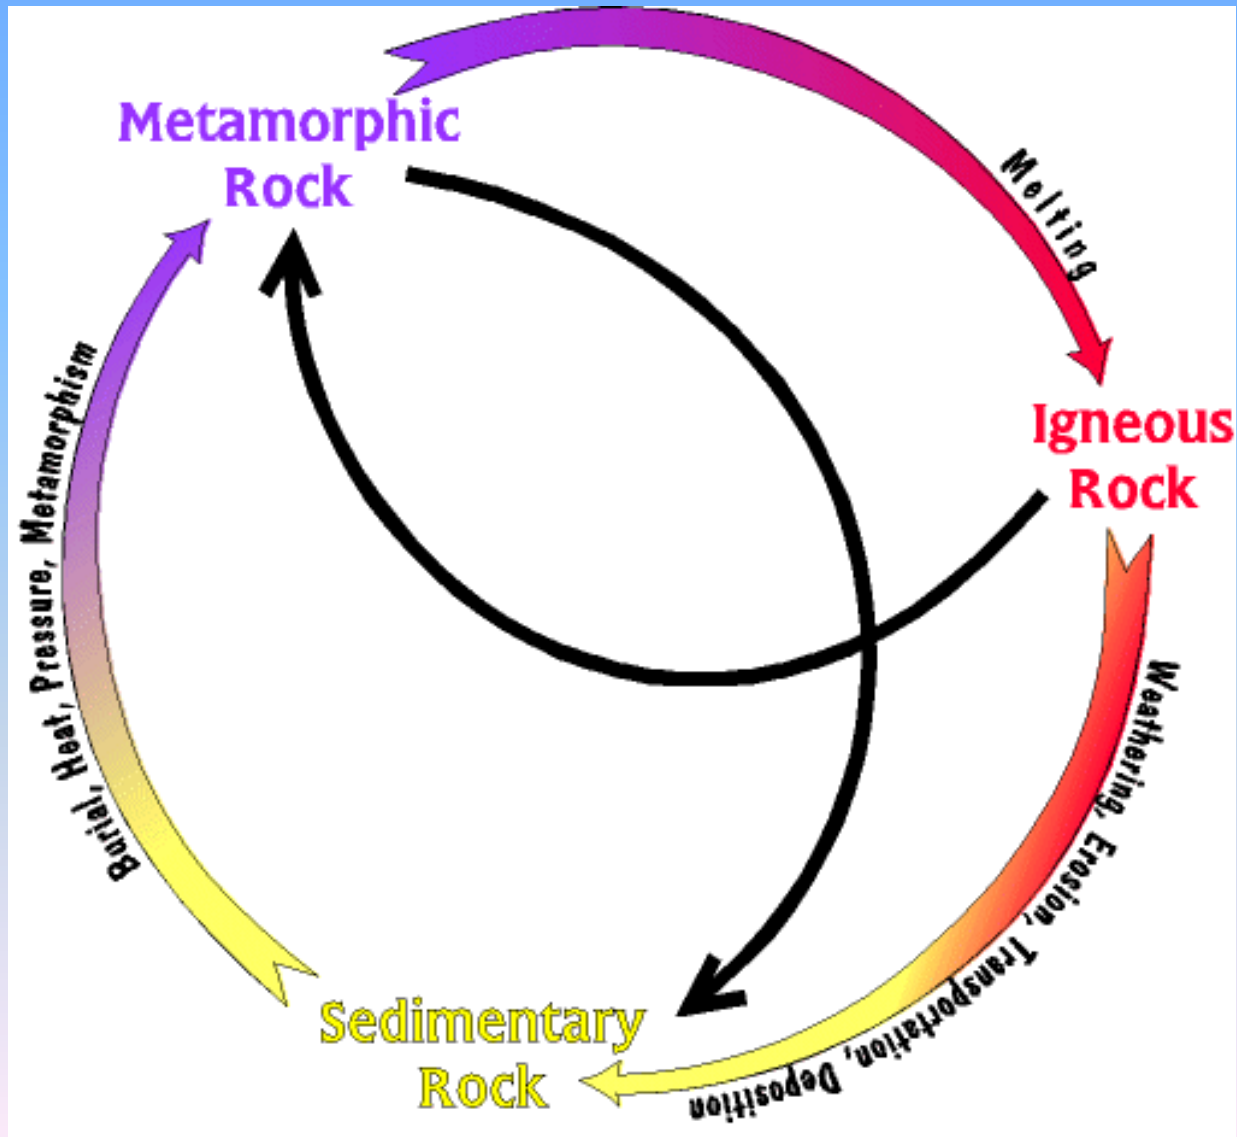 Metamorphic
Rock
Melting
Igneous
Rock
Weathering, Erosion, Transportation, Deposition
Sedimentary
Rock
Burial, Heat, Pressure, Metamorphism